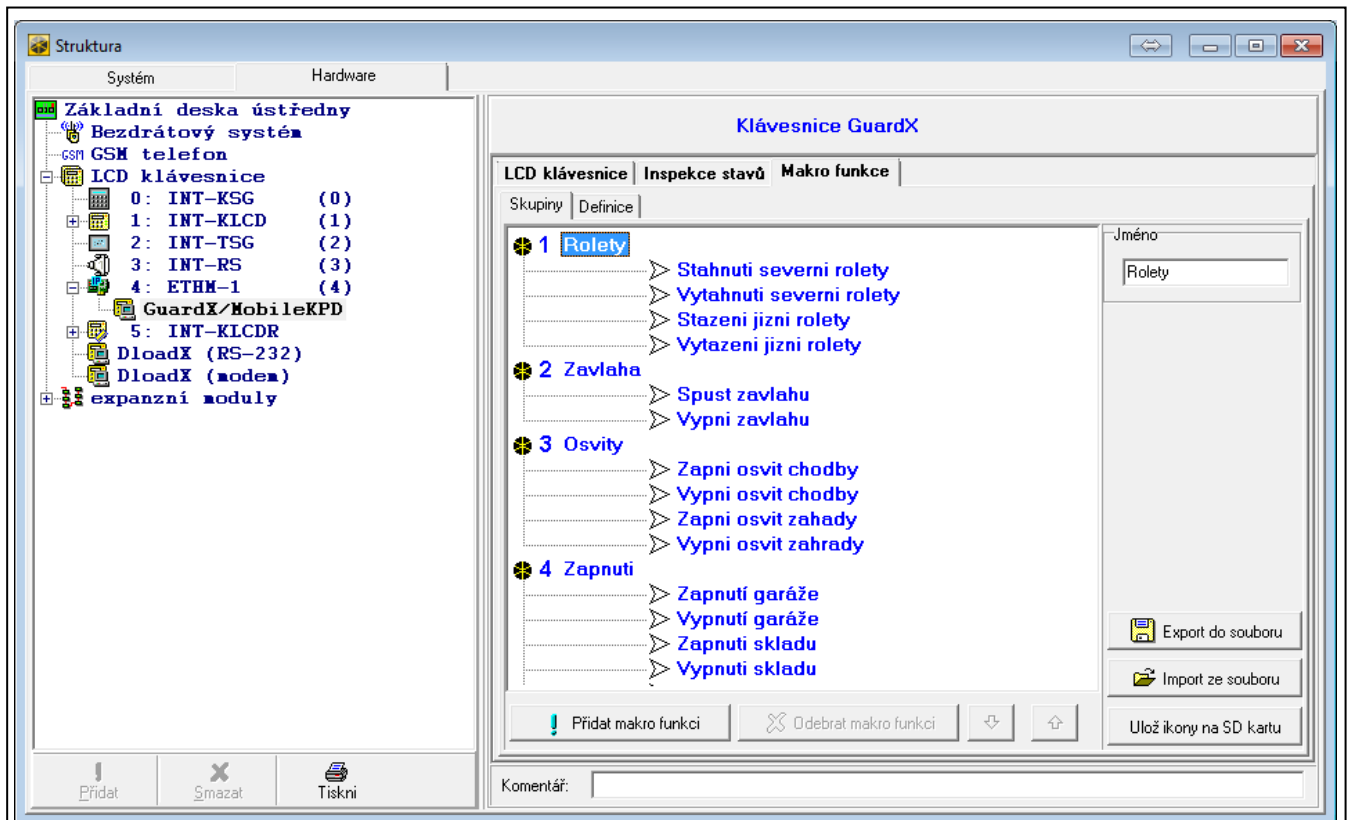 Struktura
Systém
Hardware
Základní deska ústředny
Bezdrátový systém
GSM GSM telefon
LCD klávesnice
0: INT-KSG (0)
1: INT-KLCD (1)
2: INT-TSG (2)
3: INT-RS (3)
4: ETHM-1 (4)
GuardX/MobileKPD
5: INT-KLCDR
DloadX (RS-232)
DloadX (modem)
expanzní moduly
Přidat
Smazat
Tiskni
Klávesnice GuardX
LCD klávesnice
Inspekce stavů
Makro funkce
Skupiny
Definice
1 Rolety
Stahnuti severni rolety
Vytahnuti severni rolety
Stazeni jizni rolety
Vytazeni jizni rolety
2 Zavlaha
Spust zavlahu
Vypni zavlahu
3 Osvity
Zapni osvit chodby
Vypni osvit chodby
Zapni osvit zahady
Vypni osvit zahrady
4 Zapnuti
Zapnutí garáže
Vypnutí garáže
Zapnuti skladu
Vypnuti skladu
Přidat makro funkci
Odebrat makro funkci
Jméno
Rolety
Export do souboru
Import ze souboru
Ulož ikony na SD kartu
Komentář: